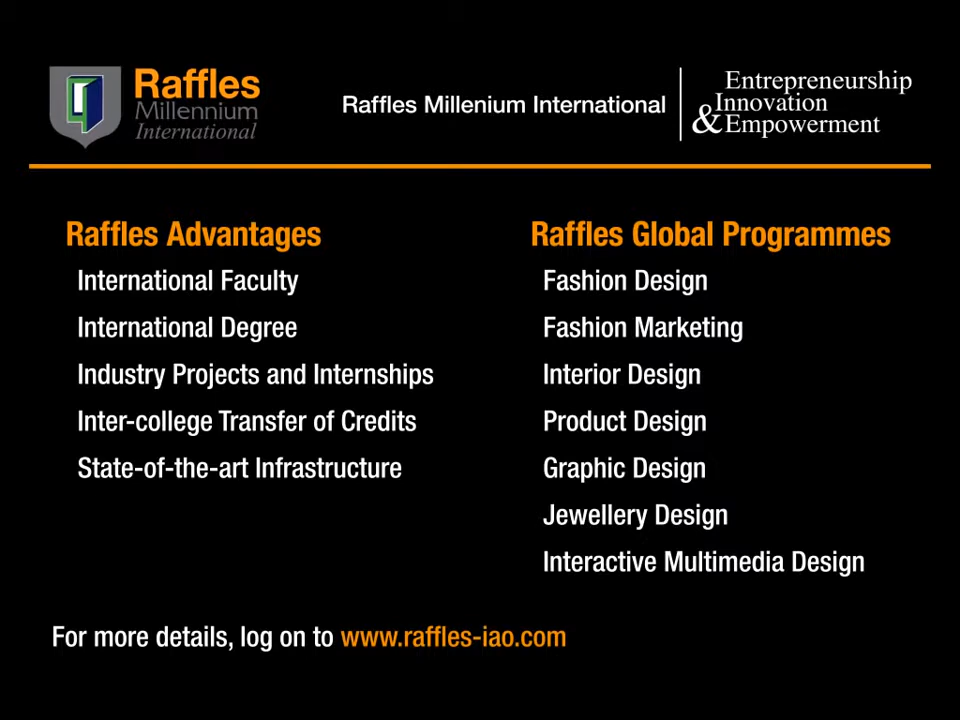 Raffles
Millennium
International
Raffles Millenium International
Entrepreneurship
Innovation
& Empowerment
Raffles Advantages
International Faculty
International Degree
Industry Projects and Internships
Inter-college Transfer of Credits
State-of-the-art Infrastructure
Raffles Global Programmes
Fashion Design
Fashion Marketing
Interior Design
Product Design
Graphic Design
Jewellery Design
Interactive Multimedia Design
For more details, log on to www.raffles-iao.com